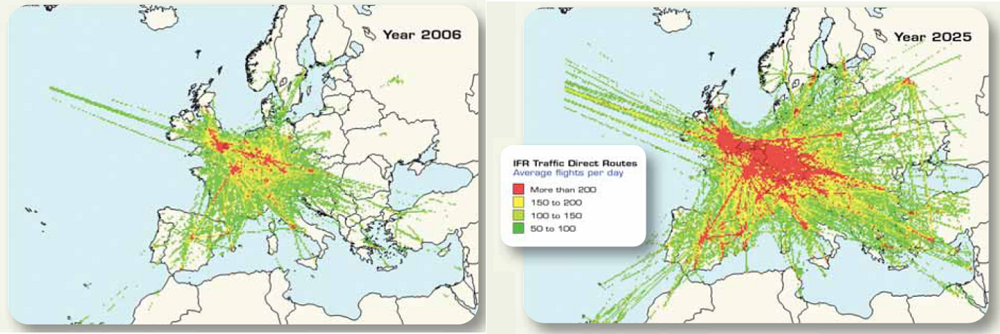 Year 2006
Year 2025
IFR Traffic Direct Routes
Average flights per day
More than 200
150 to 200
100 to 150
50 to 100